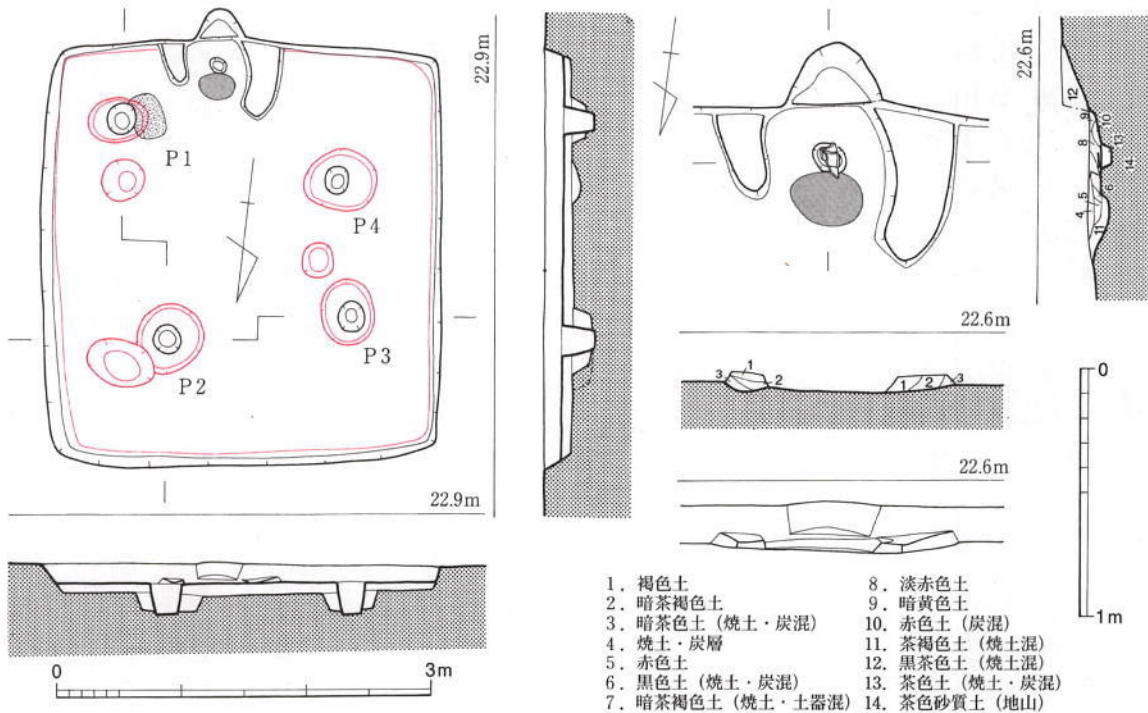 P1
P4
P3
P2
22.9m
22.9m
0
3m
22.6m
12
9
10
8
13
14
6
5
4
11
22.6m
3
1
2
1
2
3
22.6m
0
1m
1．褐色土
2．暗茶褐色土
3．暗茶色土（焼土・炭混）
4．焼土・炭層
5．赤色土
6．黒色土（焼土・炭混）
7．暗茶褐色土（焼土・土器混）
8．淡赤色土
9．暗黄色土
10．赤色土（炭混）
11．茶褐色土（焼土混）
12．黒茶色土（焼土混）
13．茶色土（焼土・炭混）
14．茶色砂質土（地山）